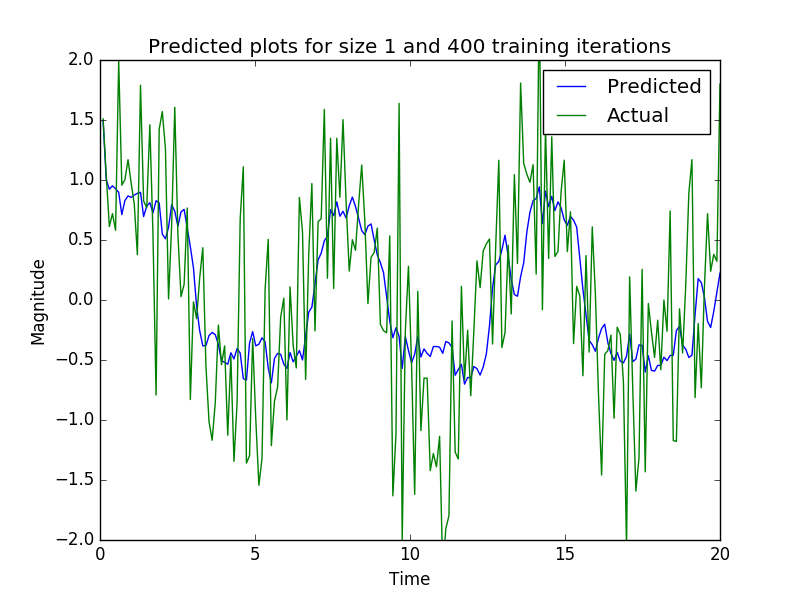 Predicted plots for size 1 and 400 training iterations
2.0
1.5
1.0
0.5
0.0
−0.5
−1.0
−1.5
−2.0
Magnitude
0 5 10 15 20
Time
Predicted
Actual